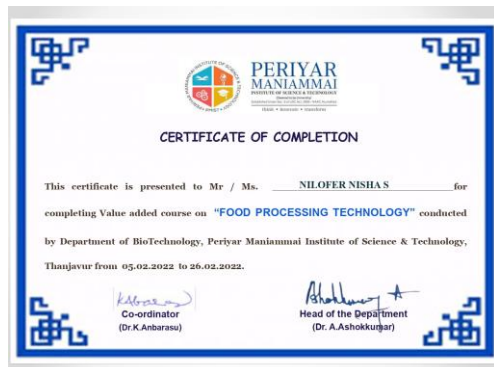 PERIYAR
MANIAMMAI
INSTITUTE OF SCIENCE & TECHNOLOGY
CERTIFICATE OF COMPLETION
This certificate is presented to Mr / Ms. NILOFER NISHA S for
completing Value added course on "FOOD PROCESSING TECHNOLOGY" conducted
by Department of BioTechnology, Periyar Maniammai Institute of Science & Technology,
Thanjavur from 05.02.2022 to 26.02.2022.
Co-ordinator
(Dr.K.Anbarasu)
Head of the Department
(Dr. A.Ashokkumar)